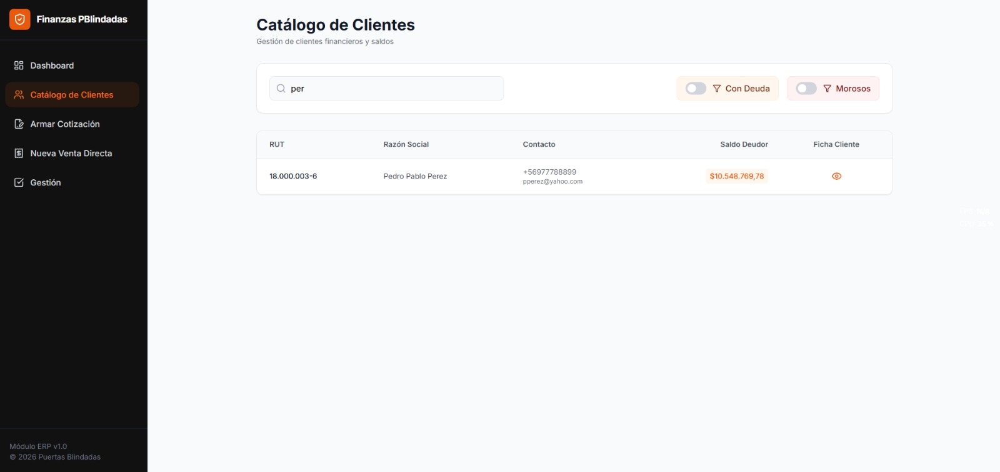 Finanzas PBlindadas
Dashboard
Catálogo de Clientes
Armar Cotización
Nueva Venta Directa
Gestión
Módulo ERP v1.0
© 2026 Puertas Blindadas
Catálogo de Clientes
Gestión de clientes financieros y saldos
per
Con Deuda
Morosos
RUT Razón Social Contacto Saldo Deudor Ficha Cliente
18.000.003-6 Pedro Pablo Perez +56977788899 $10.548.769,78
pperez@yahoo.com